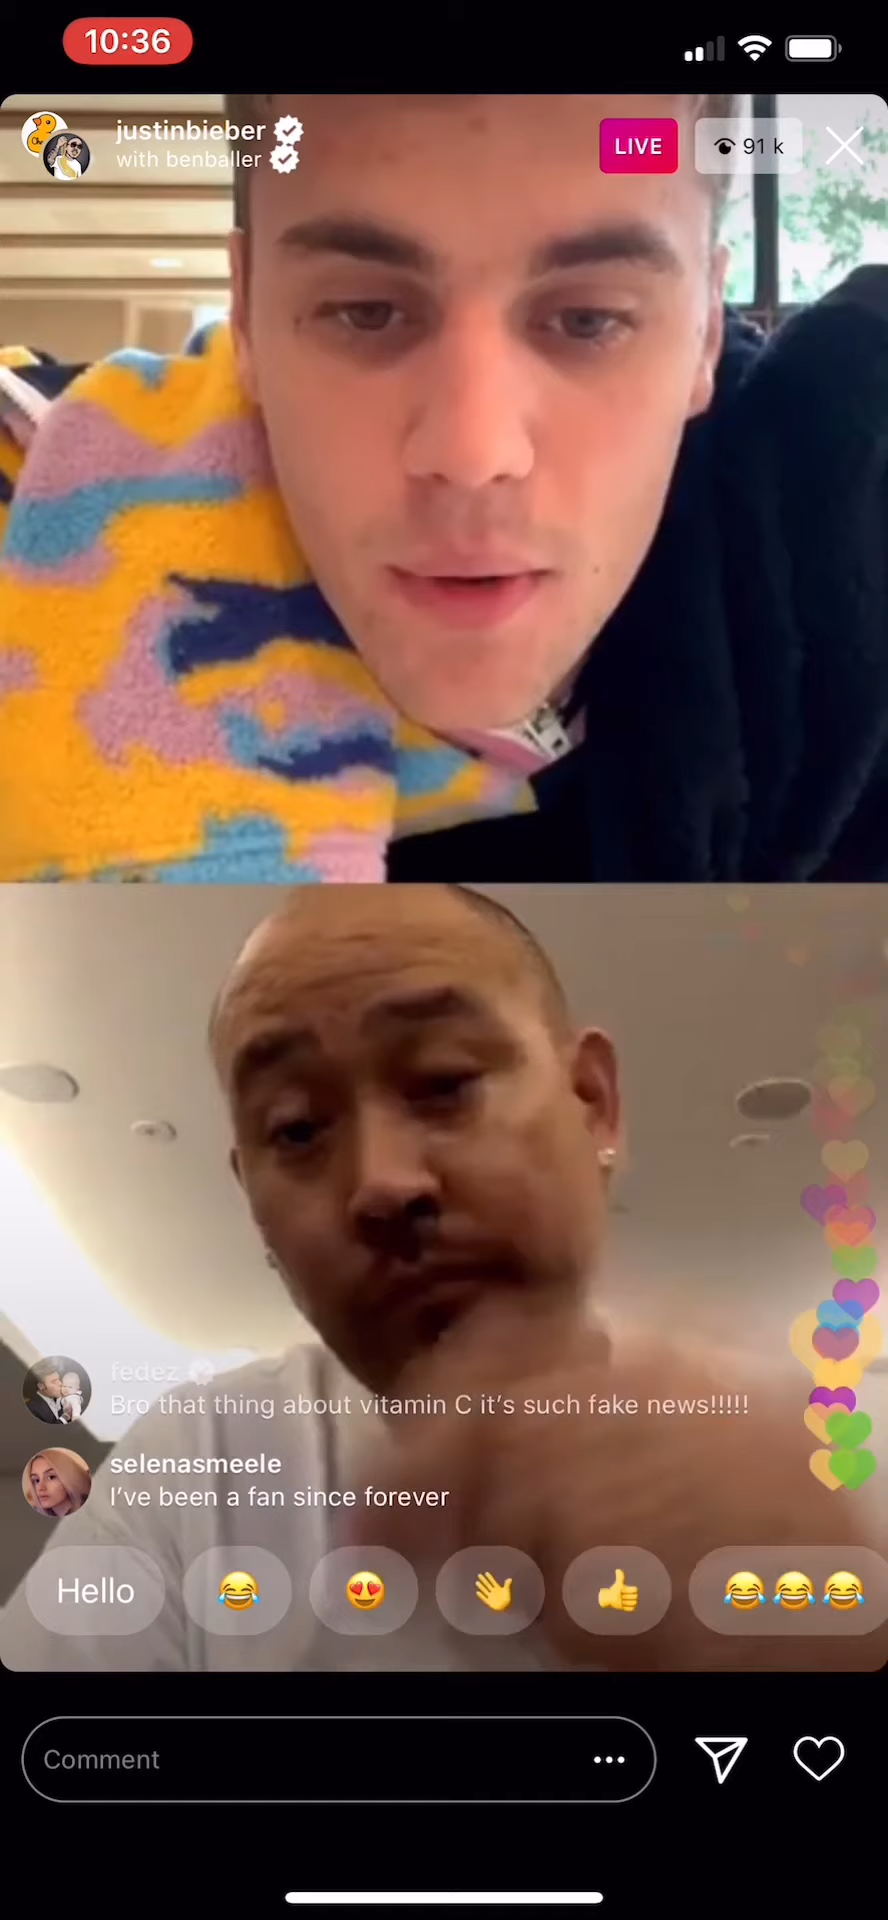 10:36
justinbieber
with benballer
LIVE
91 k
fedez
Bro that thing about vitamin C it’s such fake news!!!!!
selenasmeele
I’ve been a fan since forever
Hello
Comment